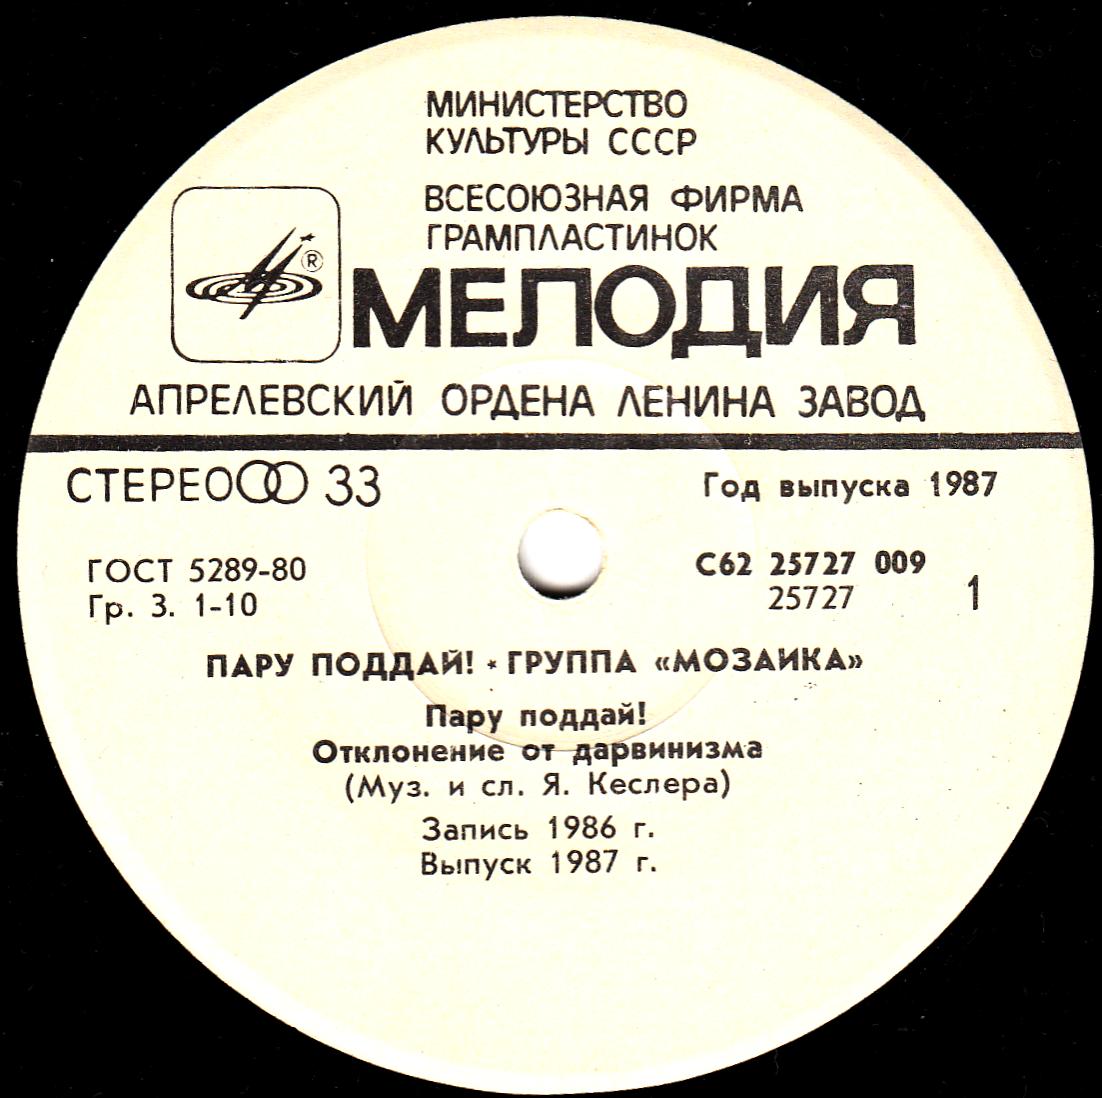 МИНИСТЕРСТВО
КУЛЬТУРЫ СССР
ВСЕСОЮЗНАЯ ФИРМА
ГРАМПЛАСТИНОК
®
МЕЛОДИЯ
АПРЕЛЕВСКИЙ ОРДЕНА ЛЕНИНА ЗАВОД
СТЕРЕО 33
Год выпуска 1987
ГОСТ 5289-80
Гр. 3. 1-10
С62 25727 009
25727
1
ПАРУ ПОДДАЙ! * ГРУППА «МОЗАИКА»
Пару поддай!
Отклонение от дарвинизма
(Муз. и сл. Я. Кеслера)
Запись 1986 г.
Выпуск 1987 г.